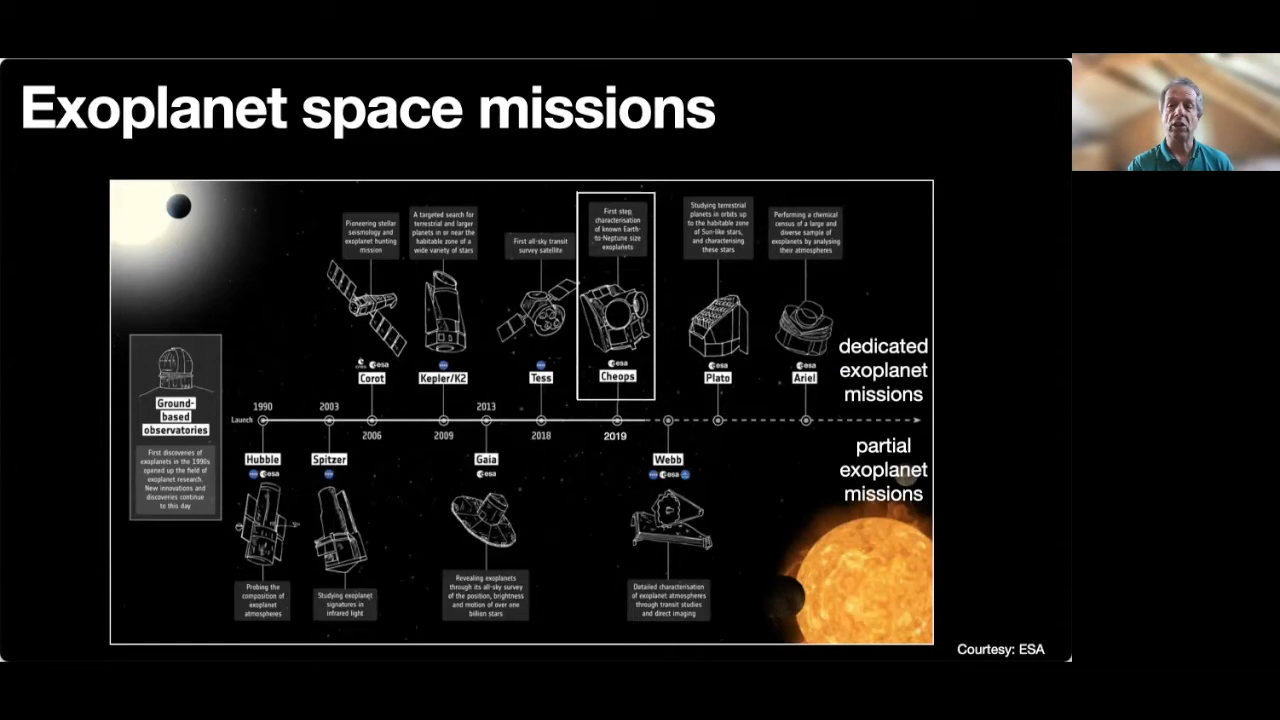 Exoplanet space missions
Pioneering stellar
seismology and
exoplanet hunting
mission
A targeted search for
terrestrial and larger
planets in or near the
habitable zone of a
wide variety of stars
First all-sky transit
survey satellite
First step,
characterisation
of known Earth-
to-Neptune size
exoplanets
Studying terrestrial
planets in orbits up
to the habitable zone
of Sun-like stars,
and characterising
these stars
Performing a chemical
census of a large and
diverse sample of
exoplanets by analysing
their atmospheres
cnes esa
Corot
Kepler/K2
Tess
esa
Cheops
esa
Plato
esa
Ariel
dedicated
exoplanet
missions
Ground-
based
observatories
First discoveries of
exoplanets in the 1990s
opened up the field of
exoplanet research.
New innovations and
discoveries continue
to this day
Launch
1990
2003
2006
2009
2013
2018
2019
partial
exoplanet
missions
Hubble
esa
Spitzer
Gaia
esa
Webb
esa
Probing the
composition of
exoplanet
atmospheres
Studying exoplanet
signatures in
infrared light
Revealing exoplanets
through its all-sky survey
of the position, brightness
and motion of over one
billion stars
Detailed characterisation
of exoplanet atmospheres
through transit studies
and direct imaging
Courtesy: ESA